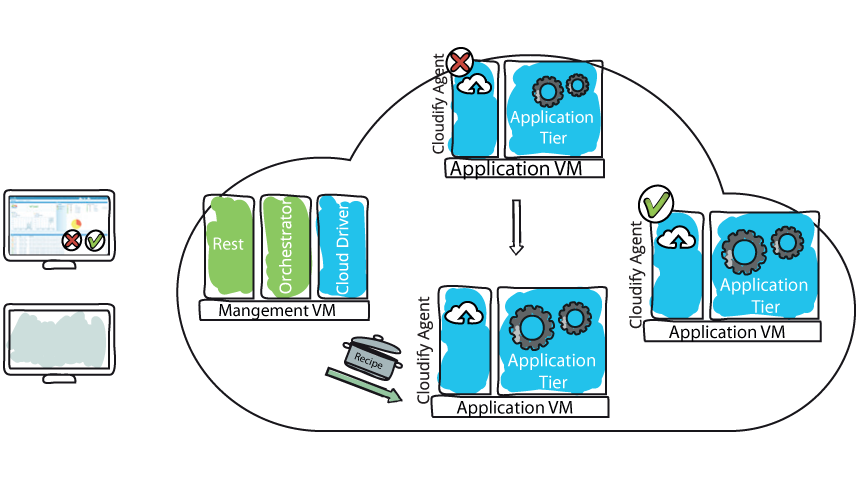 Cloudify Agent
Application
Tier
Application VM
Rest
Orchestrator
Cloud Driver
Mangement VM
Cloudify Agent
Application
Tier
Application VM
Recipe
Cloudify Agent
Application
Tier
Application VM